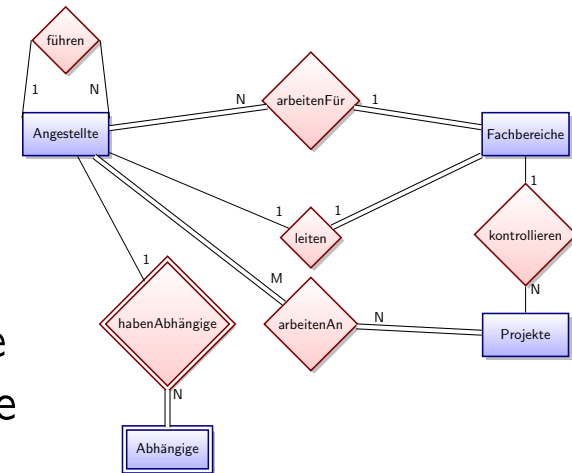 führen
1 N
N arbeitenFür 1
Angestellte Fachbereiche
1 1
leiten
1
kontrollieren
1
M
habenAbhängige arbeitenAn N
N
Projekte
e
e
N
Abhängige